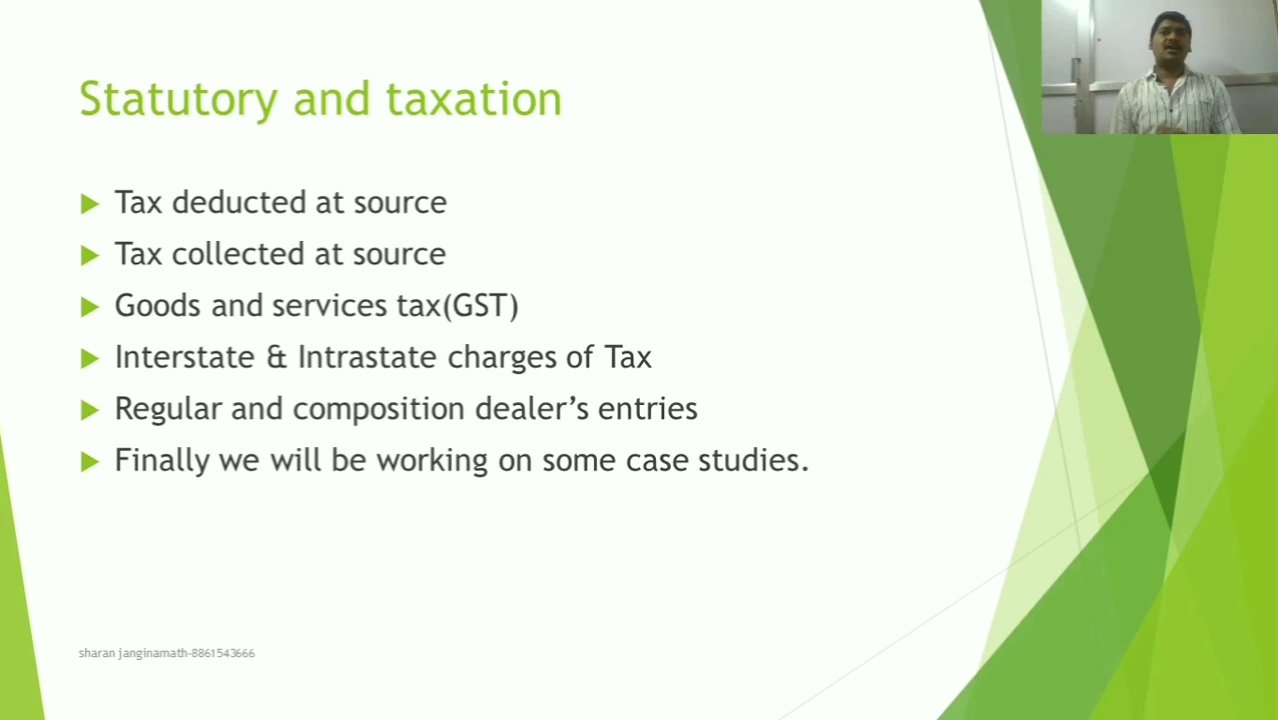 Statutory and taxation
Tax deducted at source
Tax collected at source
Goods and services tax(GST)
Interstate & Intrastate charges of Tax
Regular and composition dealer’s entries
Finally we will be working on some case studies.
sharan janginamath-8861543666